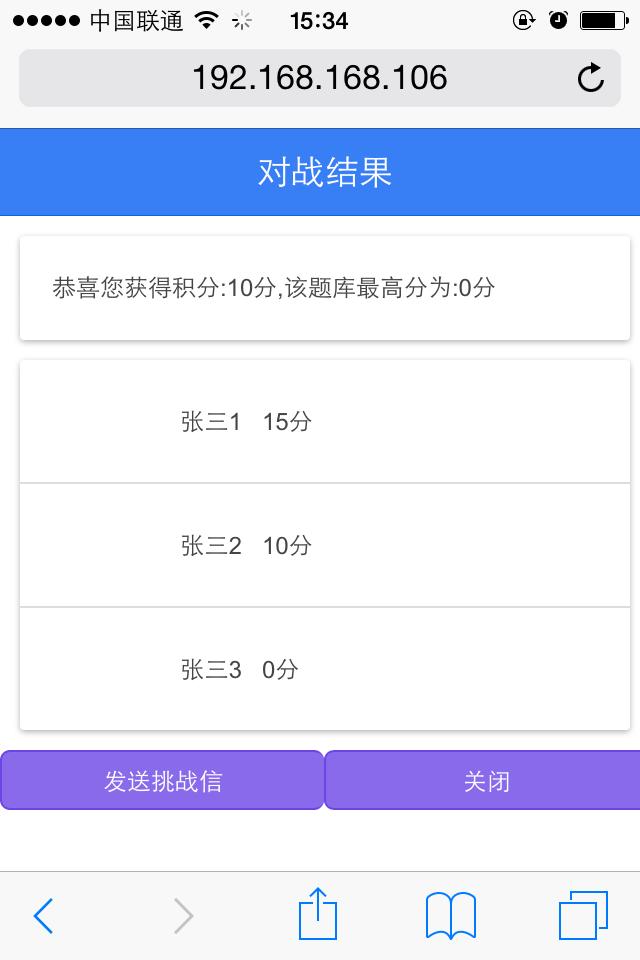 中国联通 15:34
192.168.168.106
对战结果
恭喜您获得积分:10分,该题库最高分为:0分
张三1 15分
张三2 10分
张三3 0分
发送挑战信 关闭